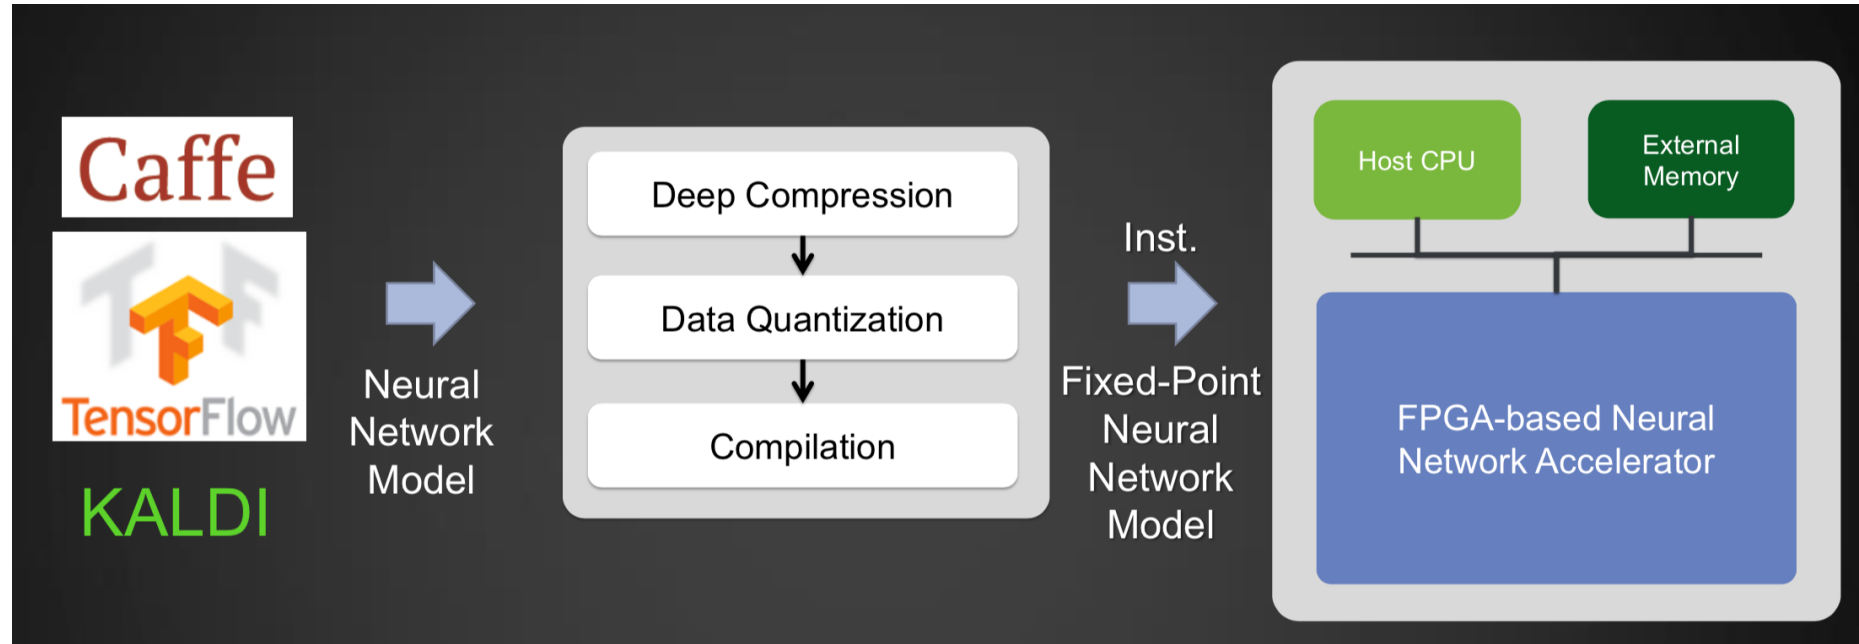 Caffe
TensorFlow
KALDI
Neural
Network
Model
Deep Compression
Data Quantization
Compilation
Inst.
Fixed-Point
Neural
Network
Model
Host CPU
External
Memory
FPGA-based Neural
Network Accelerator